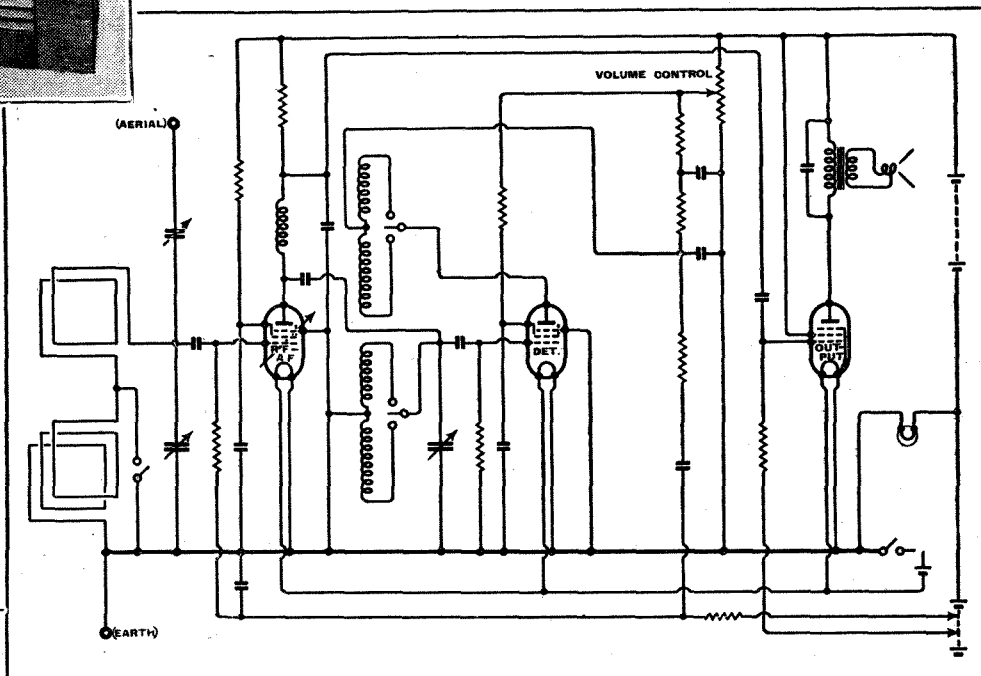 VOLUME CONTROL
(AERIAL)
R.F.
A.F.
DET.
OUT-
PUT
(EARTH)